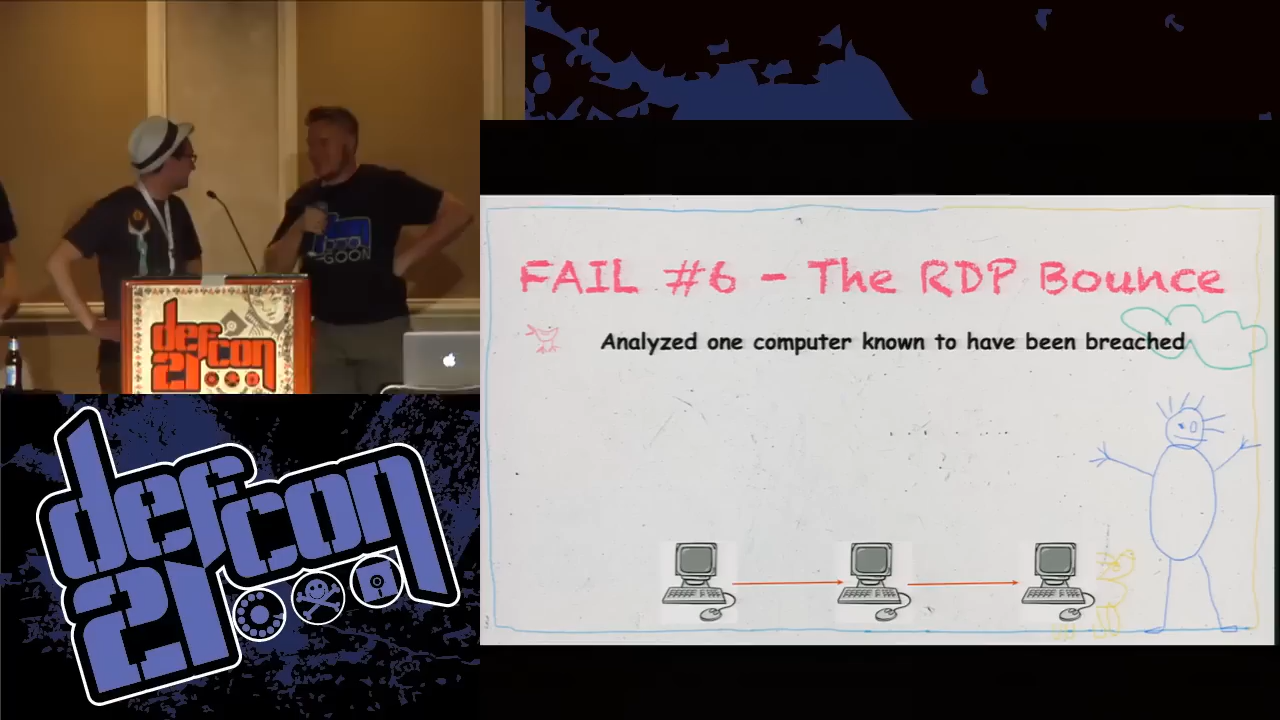 GOON
defcon
21
FAIL #6 - The RDP Bounce
Analyzed one computer known to have been breached
defcon
21